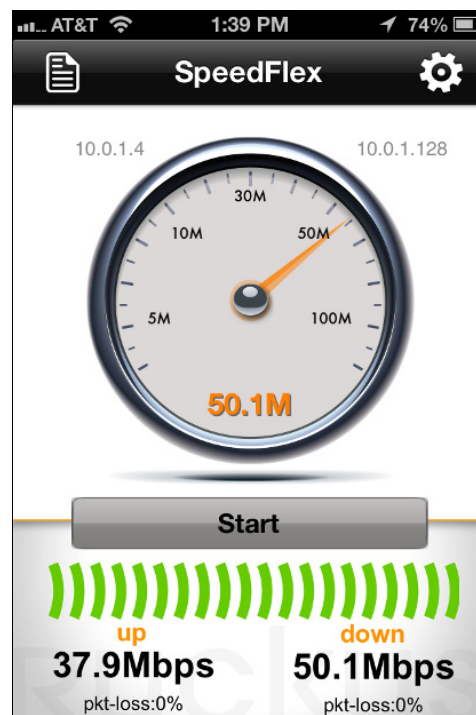 AT&T 1:39 PM 74%
SpeedFlex
10.0.1.4 10.0.1.128
30M
10M 50M
5M 100M
50.1M
Start
up down
37.9Mbps 50.1Mbps
pkt-loss:0% pkt-loss:0%
Ruckus